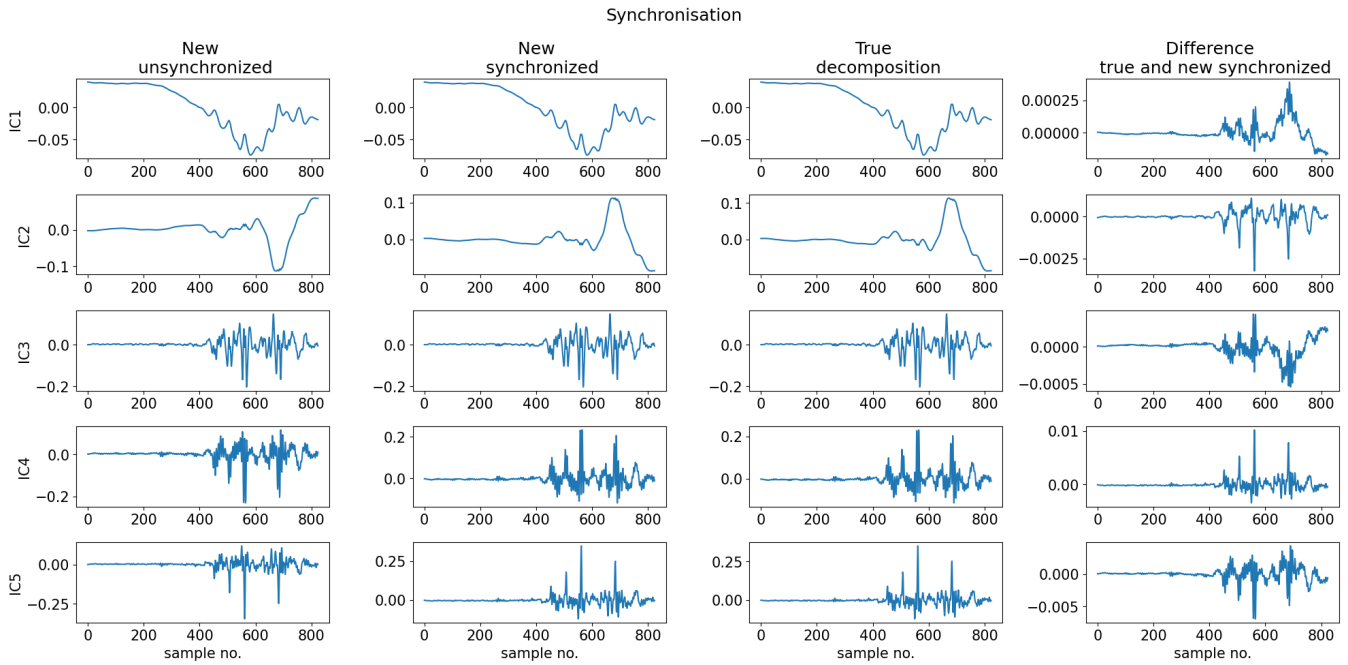 Synchronisation
New
unsynchronized
New
synchronized
True
decomposition
Difference
true and new synchronized
IC1
0.00
−0.05
0 200 400 600 800
0.00
−0.05
0 200 400 600 800
0.00
−0.05
0 200 400 600 800
0.00025
0.00000
0 200 400 600 800
IC2
0.0
−0.1
0 200 400 600 800
0.1
0.0
0 200 400 600 800
0.1
0.0
0 200 400 600 800
0.0000
−0.0025
0 200 400 600 800
IC3
0.0
−0.2
0 200 400 600 800
0.0
−0.2
0 200 400 600 800
0.0
−0.2
0 200 400 600 800
0.0000
−0.0005
0 200 400 600 800
IC4
0.0
−0.2
0 200 400 600 800
0.2
0.0
0 200 400 600 800
0.2
0.0
0 200 400 600 800
0.01
0.00
0 200 400 600 800
IC5
0.00
−0.25
0 200 400 600 800
sample no.
0.25
0.00
0 200 400 600 800
sample no.
0.25
0.00
0 200 400 600 800
sample no.
0.000
−0.005
0 200 400 600 800
sample no.